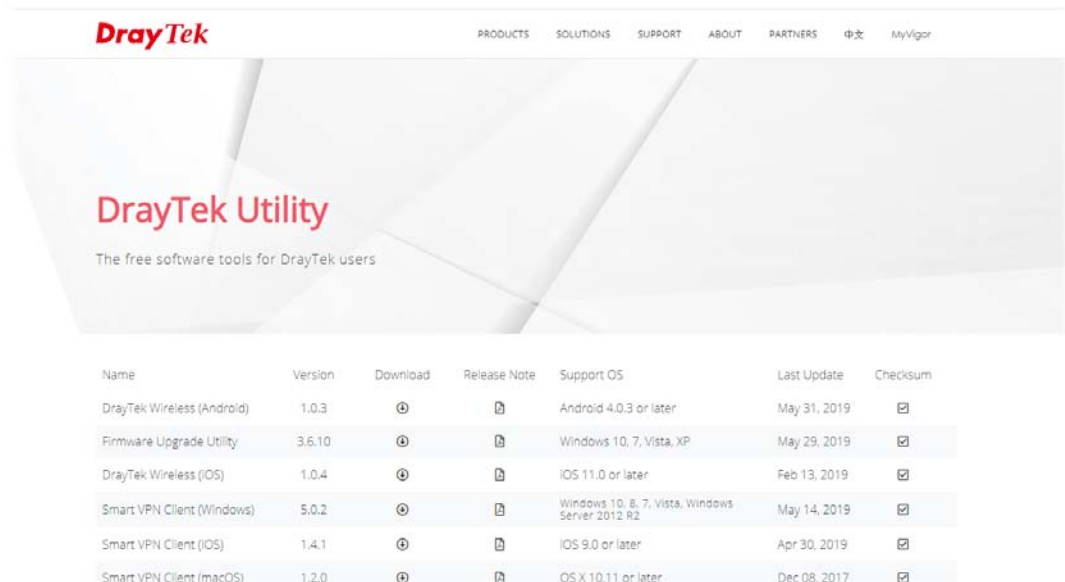 DrayTek
PRODUCTS SOLUTIONS SUPPORT ABOUT PARTNERS 中文 MyVigor
DrayTek Utility
The free software tools for DrayTek users
Name Version Download Release Note Support OS Last Update Checksum
DrayTek Wireless (Android) 1.0.3 Android 4.0.3 or later May 31, 2019
Firmware Upgrade Utility 3.6.10 Windows 10, 7, Vista, XP May 29, 2019
DrayTek Wireless (iOS) 1.0.4 iOS 11.0 or later Feb 13, 2019
Smart VPN Client (Windows) 5.0.2 Windows 10, 8, 7, Vista, Windows
Server 2012 R2 May 14, 2019
Smart VPN Client (iOS) 1.4.1 iOS 9.0 or later Apr 30, 2019
Smart VPN Client (macOS) 1.2.0 OS X 10.11 or later Dec 08, 2017